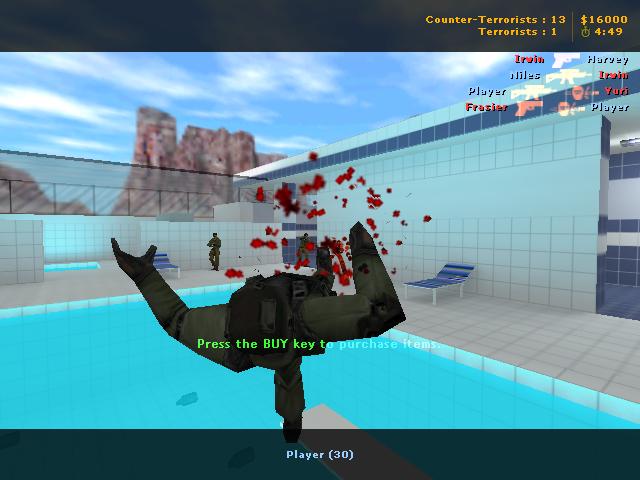 Counter-Terrorists : 13 $16000
Terrorists : 1 4:49
Irwin Harvey
Niles Irwin
Player Yuri
Frasier Player
Press the BUY key to purchase items.
Player (30)